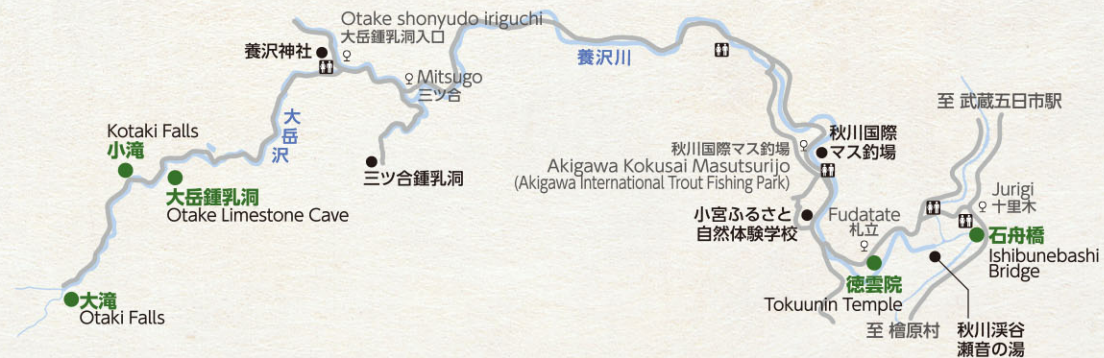 Otake shonyudo iriguchi
大岳鍾乳洞入口
養沢神社
Mitsugo
三ツ合
養沢川
大岳沢
Kotaki Falls
小滝
大岳鍾乳洞
Otake Limestone Cave
三ツ合鍾乳洞
大滝
Otaki Falls
至 武蔵五日市駅
秋川国際
マス釣場
秋川国際マス釣場
Akigawa Kokusai Masutsurijo
(Akigawa International Trout Fishing Park)
小宮ふるさと
自然体験学校
Fudatate
札立
Jurigi
十里木
石舟橋
Ishibunebashi
Bridge
徳雲院
Tokuunin Temple
至 檜原村
秋川渓谷
瀬音の湯